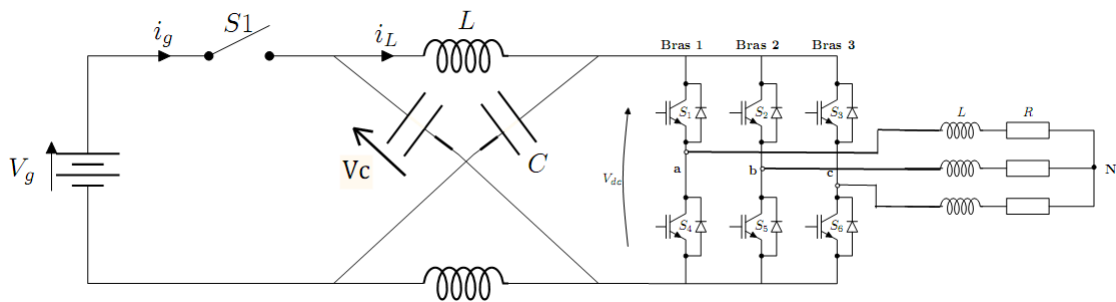 i_g
S1
i_L
L
V_g
Vc
C
Bras 1 Bras 2 Bras 3
S_1 S_2 S_3
V_dc
a b c
S_4 S_5 S_6
L R
N